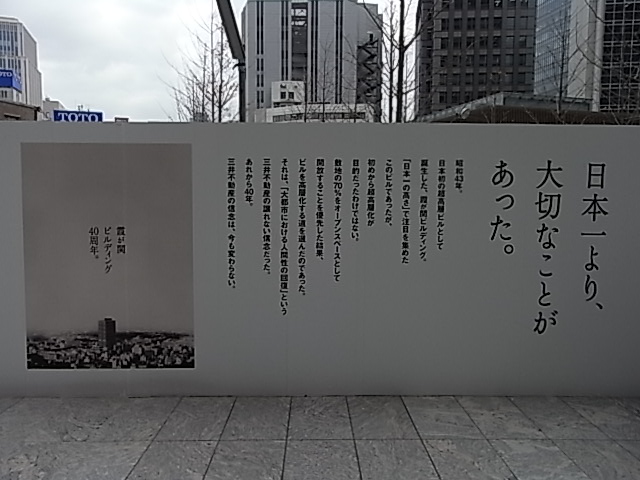 日本一より、
大切なことが
あった。
昭和43年。
日本初の超高層ビルとして
誕生した、霞が関ビルディング。
「日本一の高さ」で注目を集めた
このビルであったが、
初めから超高層化が
目的だったわけではない。
敷地の70%をオープンスペースとして
開放することを優先した結果、
ビルを高層化する道を選んだのであった。
それは、「大都市における人間性の回復」という
三井不動産の譲れない信念だった。
あれから40年。
三井不動産の信念は、今も変わらない。
霞が関
ビルディング
40周年。
TOTO
TOTO